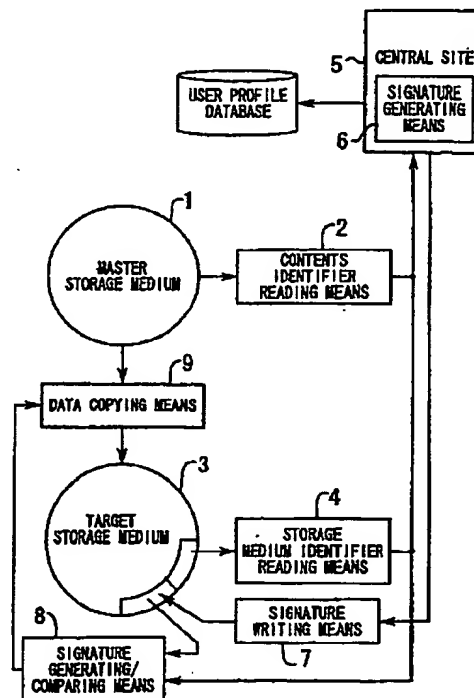 5
CENTRAL SITE
SIGNATURE
GENERATING
MEANS
6
USER PROFILE
DATABASE
1
MASTER
STORAGE MEDIUM
2
CONTENTS
IDENTIFIER
READING MEANS
9
DATA COPYING MEANS
3
TARGET
STORAGE MEDIUM
4
STORAGE
MEDIUM IDENTIFIER
READING MEANS
SIGNATURE
WRITING MEANS
7
8
SIGNATURE
GENERATING/
COMPARING MEANS